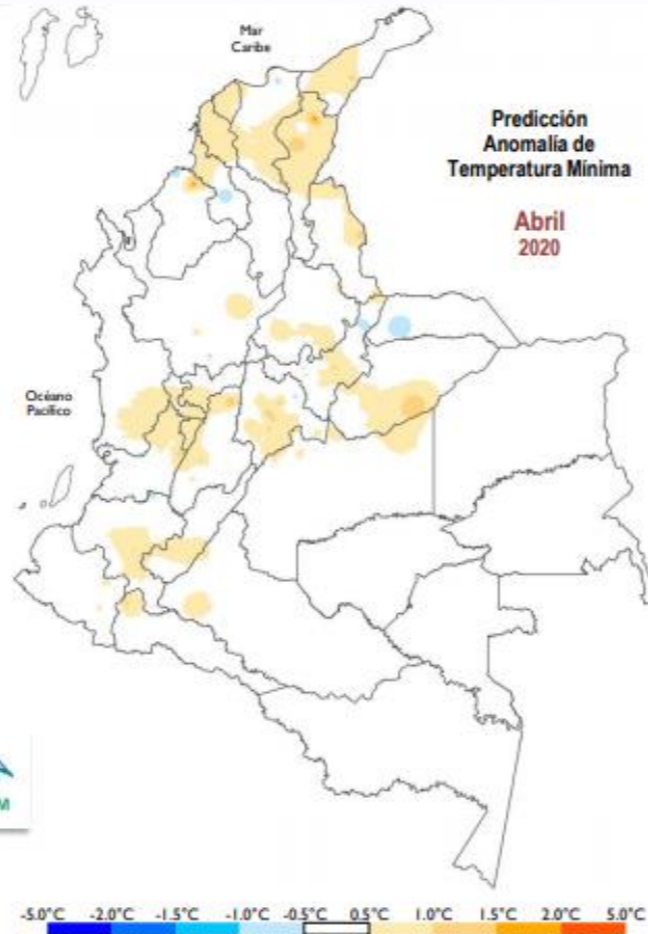 Mar
Caribe
Predicción
Anomalía de
Temperatura Mínima
Abril
2020
Océano
Pacífico
M
-5.0°C -2.0°C -1.5°C -1.0°C -0.5°C 0.5°C 1.0°C 1.5°C 2.0°C 5.0°C